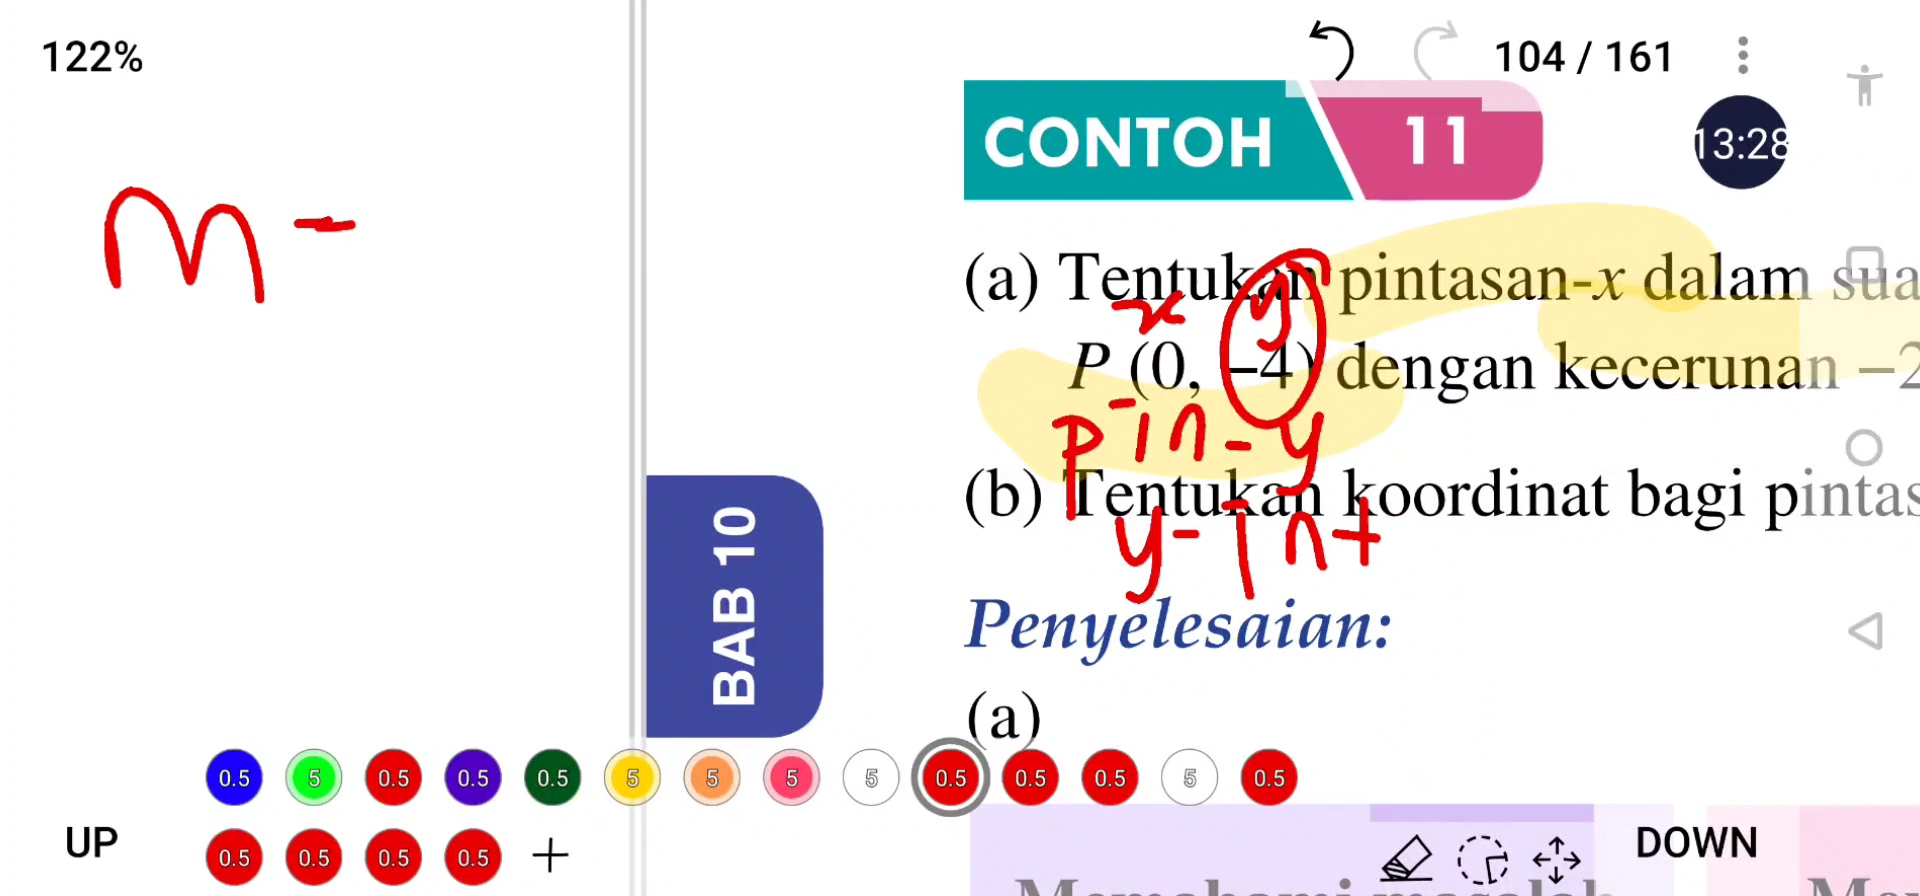 122%
104 / 161
CONTOH 11
13:28
m -
(a) Tentukan pintasan-x dalam sua
x y
P (0, –4) dengan kecerunan –2
pin - y
(b) Tentukan koordinat bagi pintas
y - in +
BAB 10
Penyelesaian:
(a)
0.5 5 0.5 0.5 0.5 5 5 5 5 0.5 0.5 0.5 5 0.5
UP 0.5 0.5 0.5 0.5 + DOWN